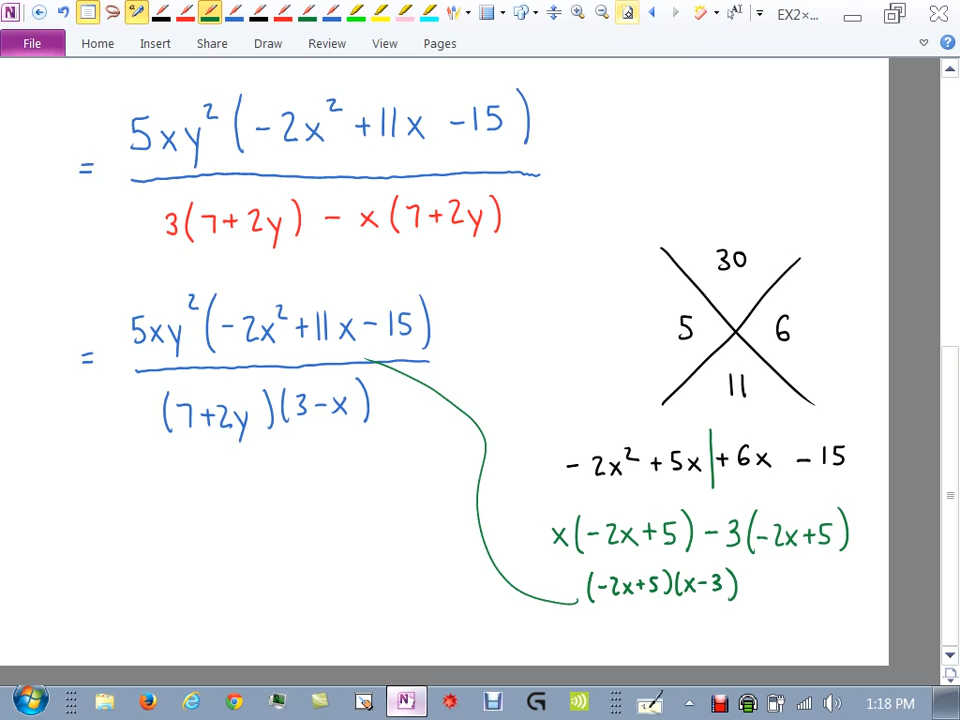 EX2×...
File Home Insert Share Draw Review View Pages
5xy²(-2x²+11x-15)
=
3(7+2y) - x(7+2y)
5xy²(-2x²+11x-15)
=
(7+2y)(3-x)
30
5 6
11
-2x²+5x|+6x -15
x(-2x+5)-3(-2x+5)
(-2x+5)(x-3)
1:18 PM